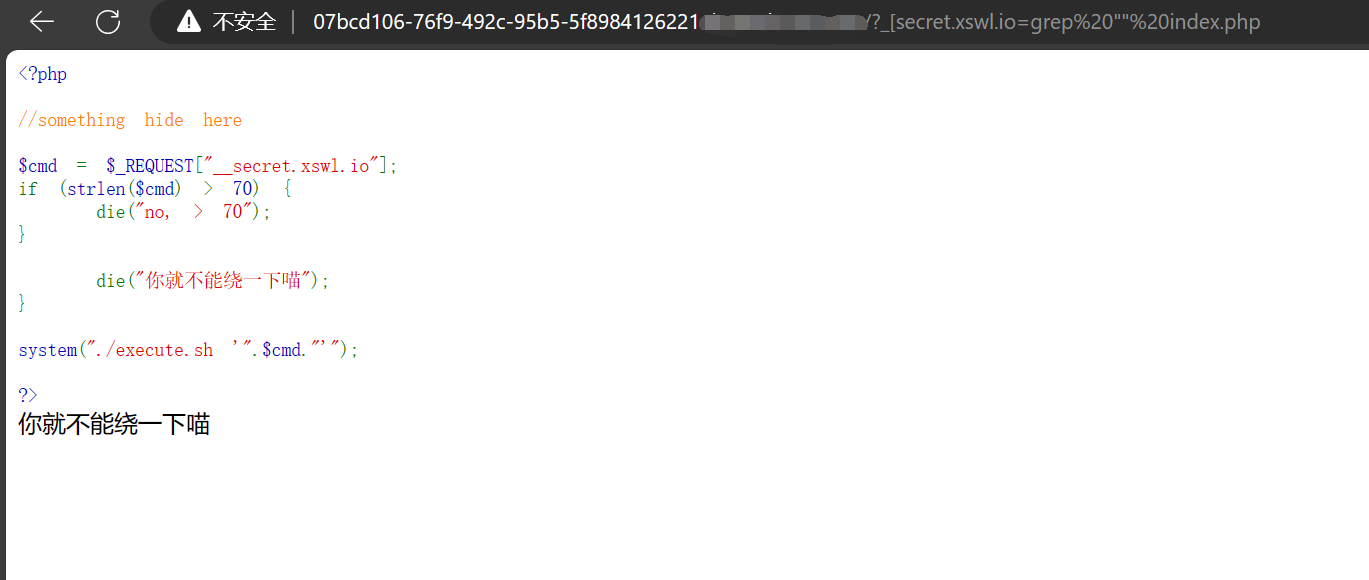 不安全 | 07bcd106-76f9-492c-95b5-5f8984126221 /?_[secret.xswl.io=grep%20""%20index.php
<?php
//something hide here
$cmd = $_REQUEST["__secret.xswl.io"];
if (strlen($cmd) > 70) {
die("no, > 70");
}
die("你就不能绕一下喵");
}
system("./execute.sh '".$cmd."'");
?>
你就不能绕一下喵